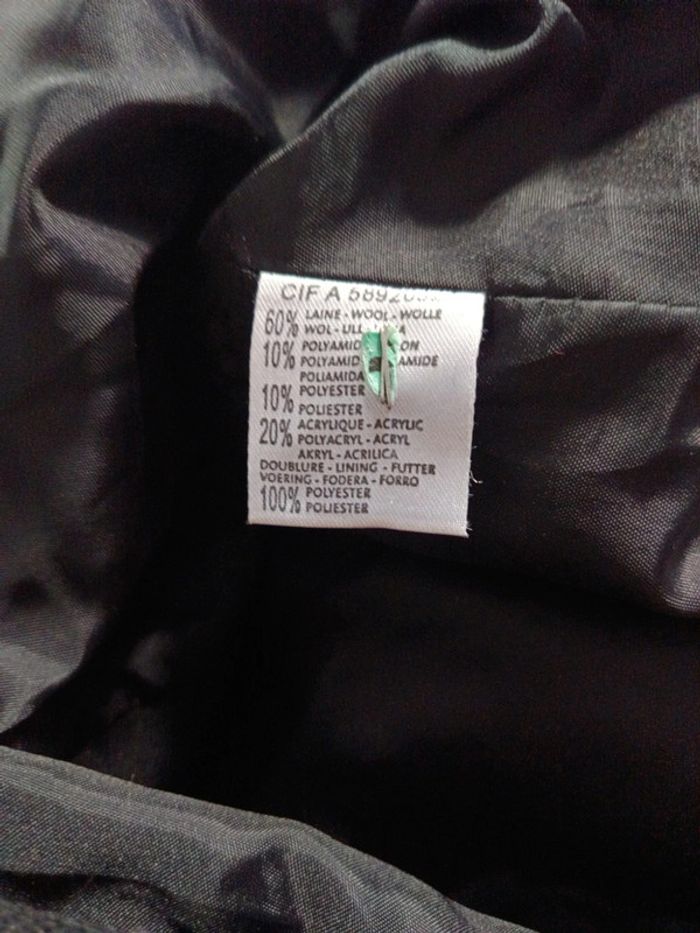 CIF A
60% LAINE - WOOL - WOLLE
WOL - ULL
10% POLYAMID
POLYAMID AMIDE
POLIAMIDA
10% POLYESTER
POLIESTER
20% ACRYLIQUE - ACRYLIC
POLYACRYL - ACRYL
AKRYL - ACRILICA
DOUBLURE - LINING - FUTTER
VOERING - FODERA - FORRO
100% POLYESTER
POLIESTER